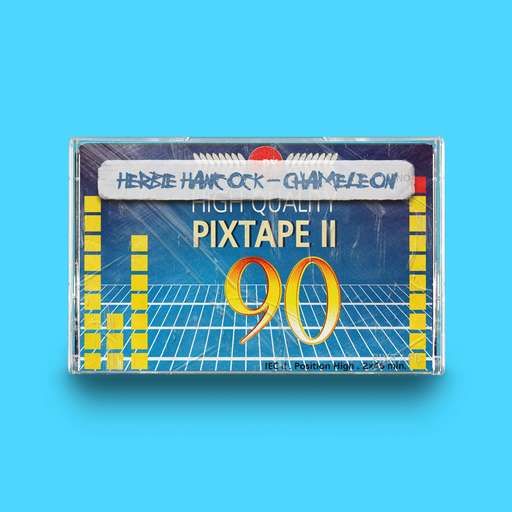 HERBIE HANCOCK – CHAMELEON
HIGH QUALITY
PIXTAPE II
90
IEC II . Position High . 2x45 min.